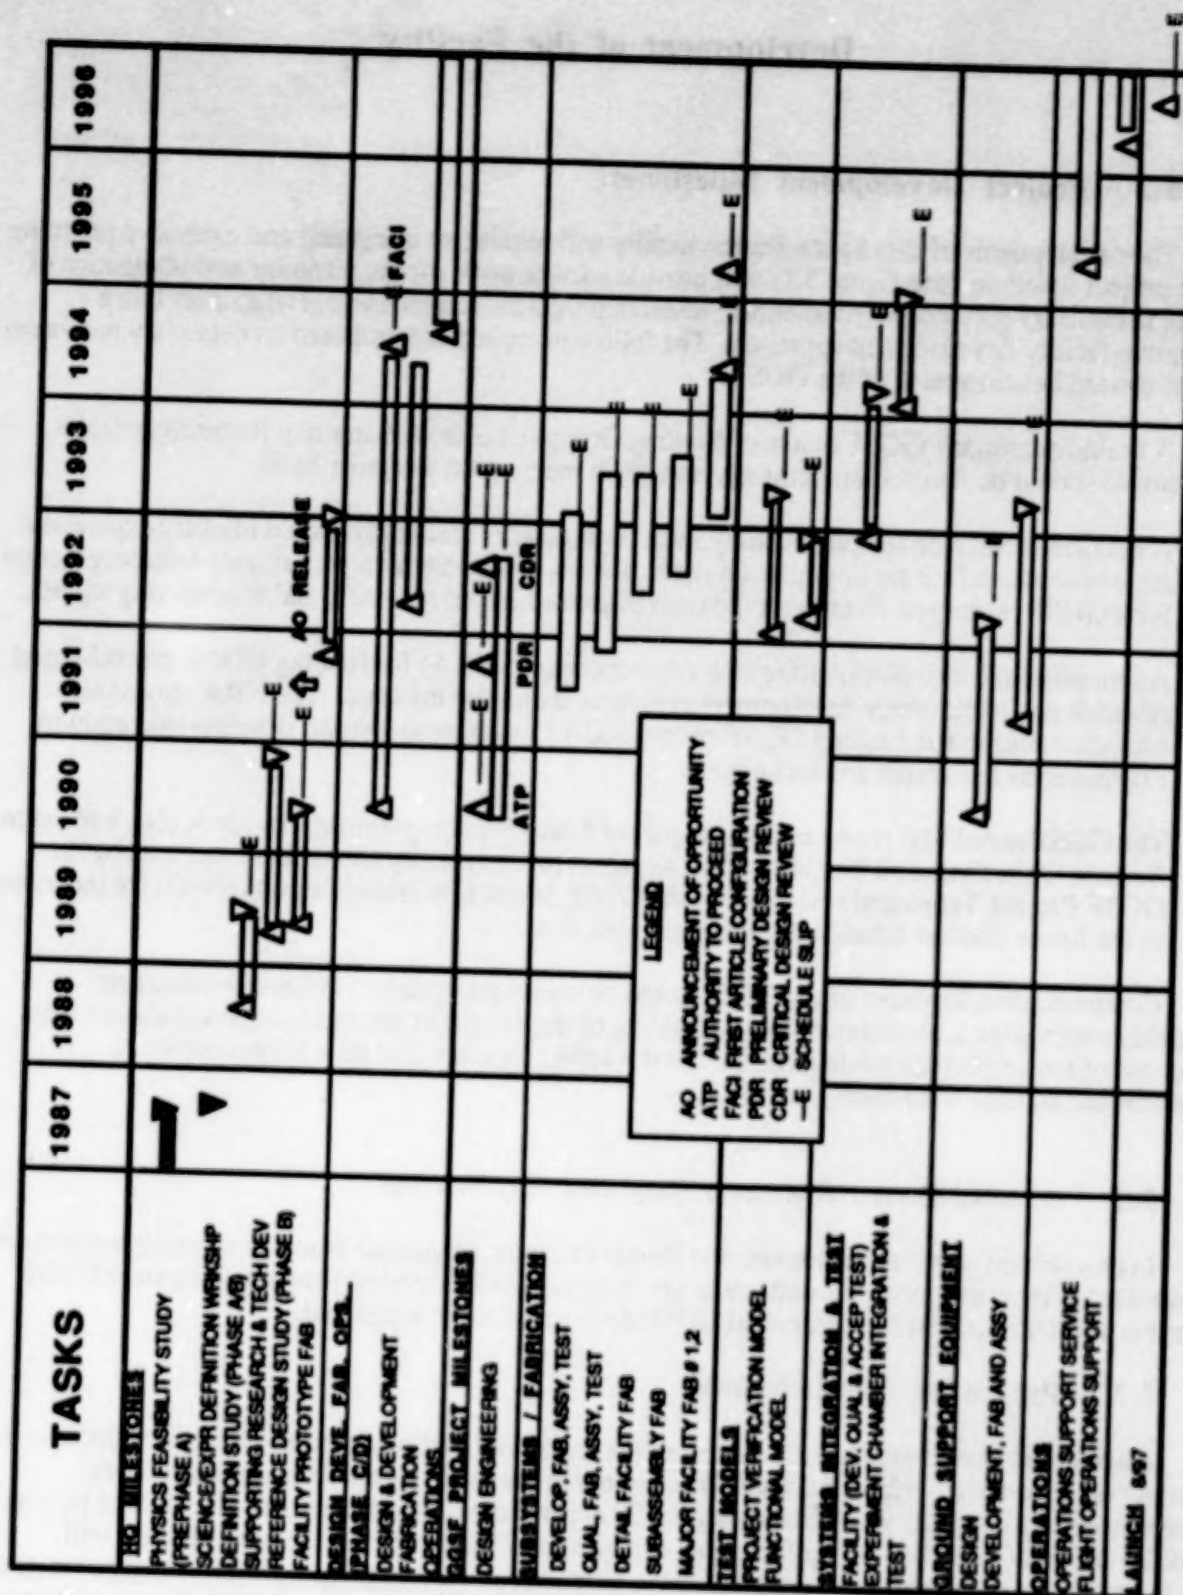 TASKS
1987
1988
1989
1990
1991
1992
1993
1994
1995
1996
HQ MILESTONES
PHYSICS FEASIBILITY STUDY
(PREPHASE A)
SCIENCE/EXPR DEFINITION WRKSHP
DEFINITION STUDY (PHASE A/B)
E
SUPPORTING RESEARCH & TECH DEV
E
REFERENCE DESIGN STUDY (PHASE B)
E
AO RELEASE
FACILITY PROTOTYPE FAB
DESIGN, DEVE, FAB, OPS
(PHASE C/D)
DESIGN & DEVELOPMENT
E FACI
FABRICATION
OPERATIONS
GGSF PROJECT MILESTONES
E
E
E
DESIGN ENGINEERING
E
ATP
PDR
CDR
SUBSYSTEMS / FABRICATION
DEVELOP, FAB, ASSY, TEST
E
QUAL, FAB, ASSY, TEST
E
DETAIL FACILITY FAB
E
SUBASSEMBLY FAB
E
MAJOR FACILITY FAB # 1,2
E
E
TEST MODELS
PROJECT VERIFICATION MODEL
E
FUNCTIONAL MODEL
E
SYSTEMS INTEGRATION & TEST
FACILITY (DEV, QUAL & ACCEP TEST)
E
EXPERIMENT CHAMBER INTEGRATION &
TEST
E
GROUND SUPPORT EQUIPMENT
DESIGN
E
DEVELOPMENT, FAB AND ASSY
E
OPERATIONS
OPERATIONS SUPPORT SERVICE
FLIGHT OPERATIONS SUPPORT
LAUNCH 8/97
E
LEGEND
AO ANNOUNCEMENT OF OPPORTUNITY
ATP AUTHORITY TO PROCEED
FACI FIRST ARTICLE CONFIGURATION
PDR PRELIMINARY DESIGN REVIEW
CDR CRITICAL DESIGN REVIEW
—E SCHEDULE SLIP